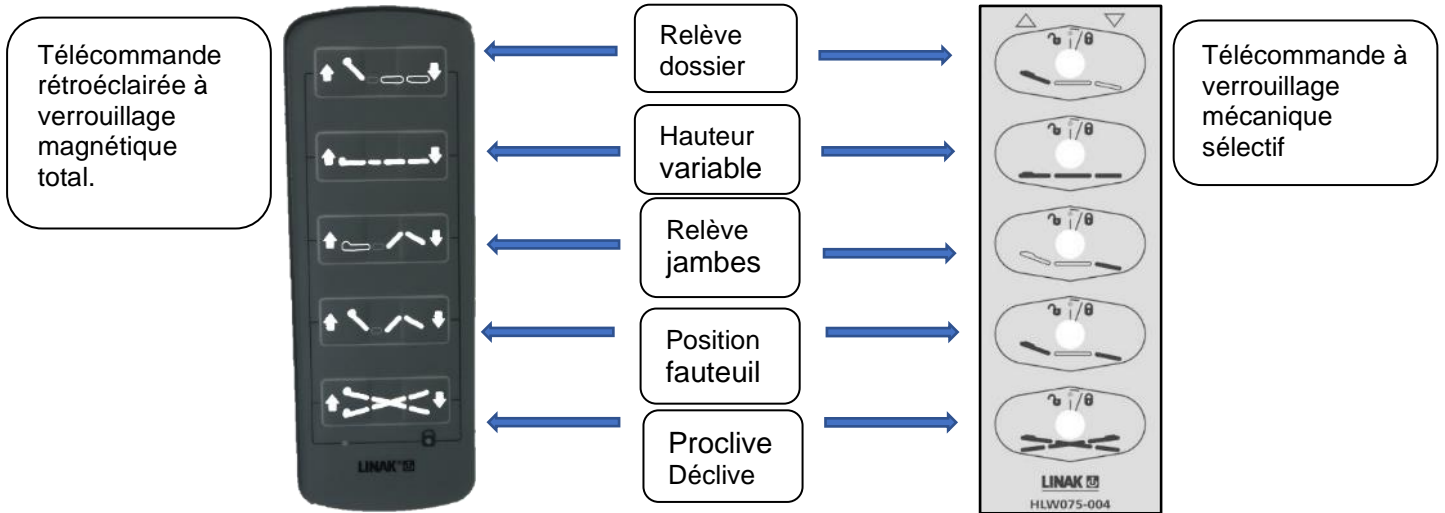 Télécommande
rétroéclairée à
verrouillage
magnétique
total.
LINAK
Relève
dossier
Hauteur
variable
Relève
jambes
Position
fauteuil
Proclive
Déclive
LINAK
HLW075-004
Télécommande à
verrouillage
mécanique
sélectif